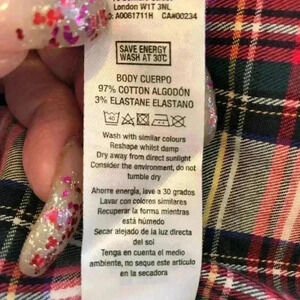 London W1T 3NL
: A0061711H CA#00234
SAVE ENERGY
WASH AT 30°C
BODY CUERPO
97% COTTON ALGODÓN
3% ELASTANE ELASTANO
Wash with similar colours
Reshape whilst damp
Dry away from direct sunlight
Consider the environment, do not
tumble dry
Ahorre energía, lave a 30 grados
Lavar con colores similares
Recuperar la forma mientras
está húmedo
Secar alejado de la luz directa
del sol
Tenga en cuenta el medio
ambiente, no seque este artículo
en la secadora